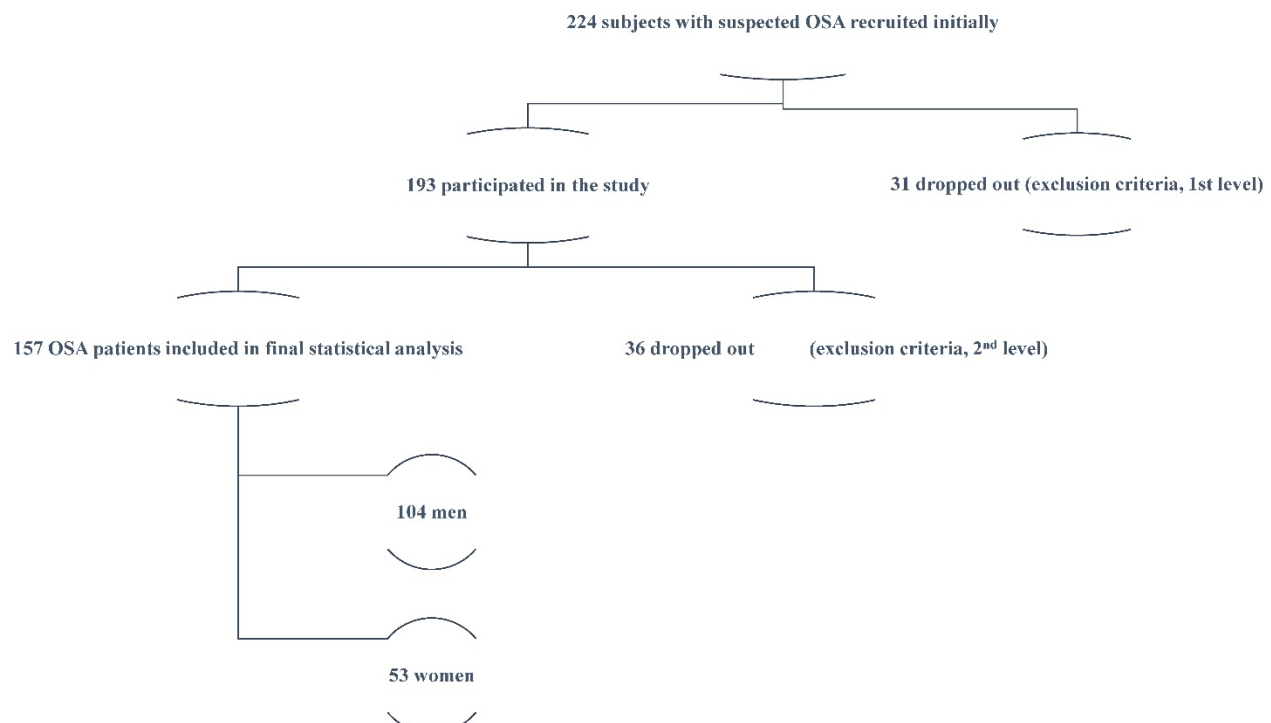 224 subjects with suspected OSA recruited initially
193 participated in the study
31 dropped out (exclusion criteria, 1st level)
157 OSA patients included in final statistical analysis
36 dropped out (exclusion criteria, 2nd level)
104 men
53 women